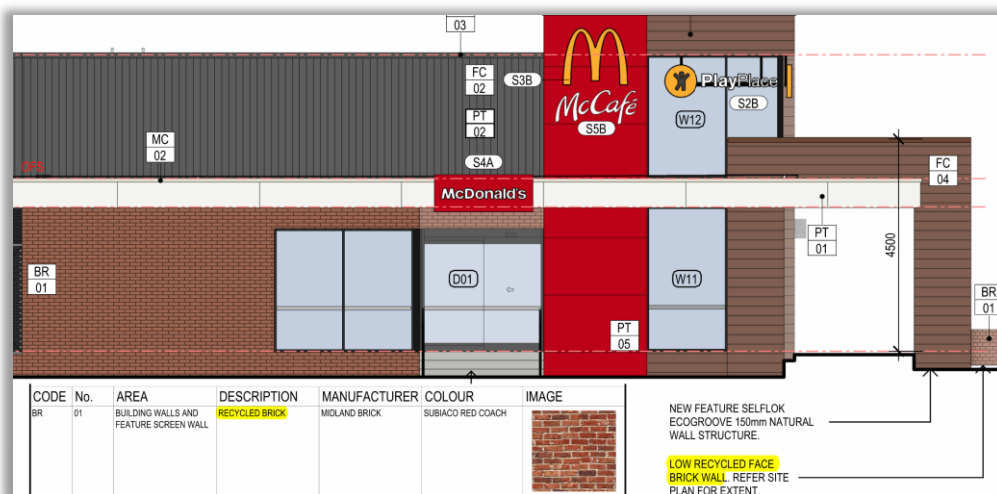 03
FC
02
S3B
McCafé
S5B
PlayPlace
S2B
W12
PT
02
MC
02
S4A
OFS
FC
04
McDonald's
PT
01
4500
BR
01
D01
W11
BR
01
PT
05
CODE No. AREA DESCRIPTION MANUFACTURER COLOUR IMAGE
BR 01 BUILDING WALLS AND RECYCLED BRICK MIDLAND BRICK SUBIACO RED COACH
FEATURE SCREEN WALL
NEW FEATURE SELFLOK
ECOGROOVE 150mm NATURAL
WALL STRUCTURE.
LOW RECYCLED FACE
BRICK WALL. REFER SITE
PLAN FOR EXTENT.